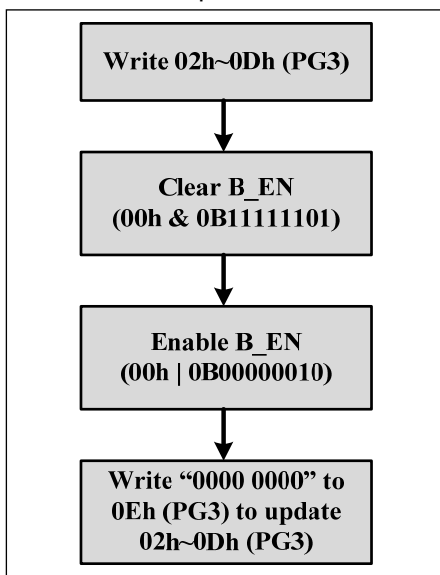 Write 02h~0Dh (PG3)
Clear B_EN
(00h & 0B11111101)
Enable B_EN
(00h | 0B00000010)
Write “0000 0000” to
0Eh (PG3) to update
02h~0Dh (PG3)